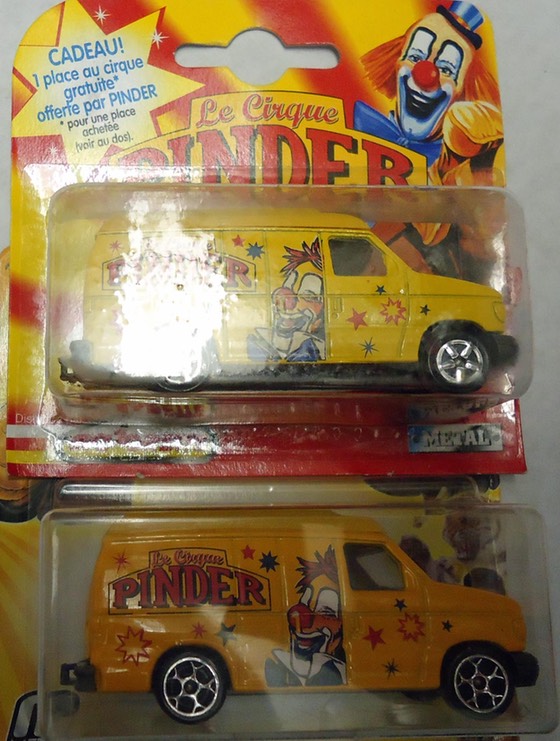 CADEAU!
1 place au cirque
gratuite*
offerte par PINDER
* pour une place
achetée
(voir au dos).
Le Cirque
PINDER
PINDER
METAL
Le Cirque
PINDER